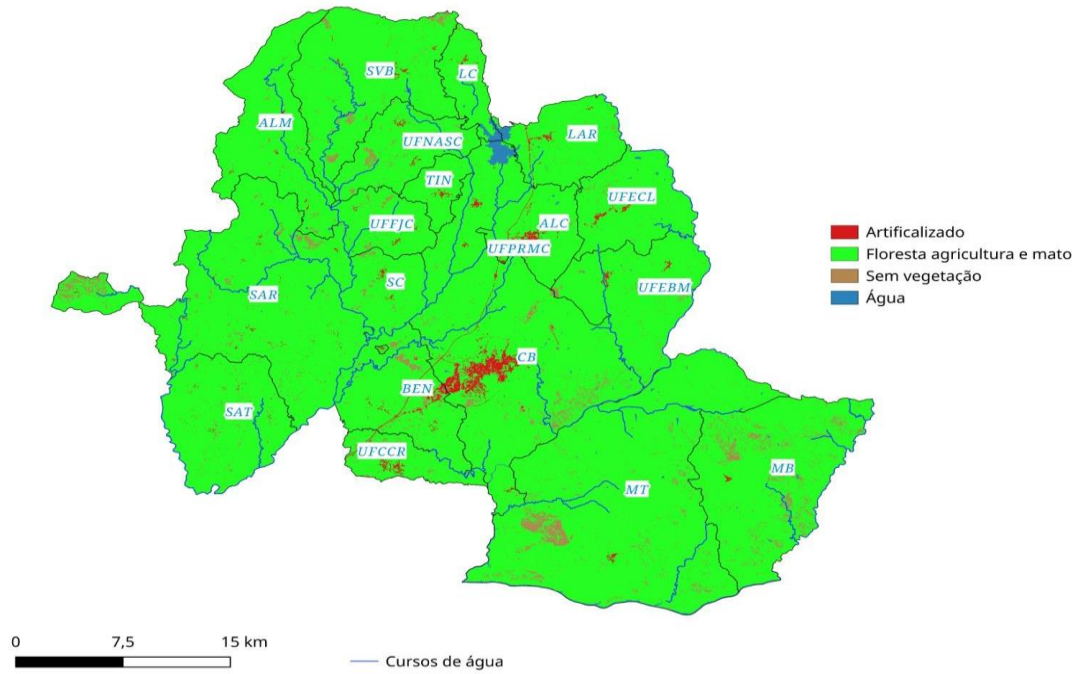 SVB
LC
ALM
LAR
UFNASC
TIN
UFECL
UFFJC
ALC
UFPRMC
SC
UFEBM
SAR
CB
BEN
SAT
UFCCR
MB
MT
Artificalizado
Floresta agricultura e mato
Sem vegetação
Água
0 7,5 15 km
Cursos de água